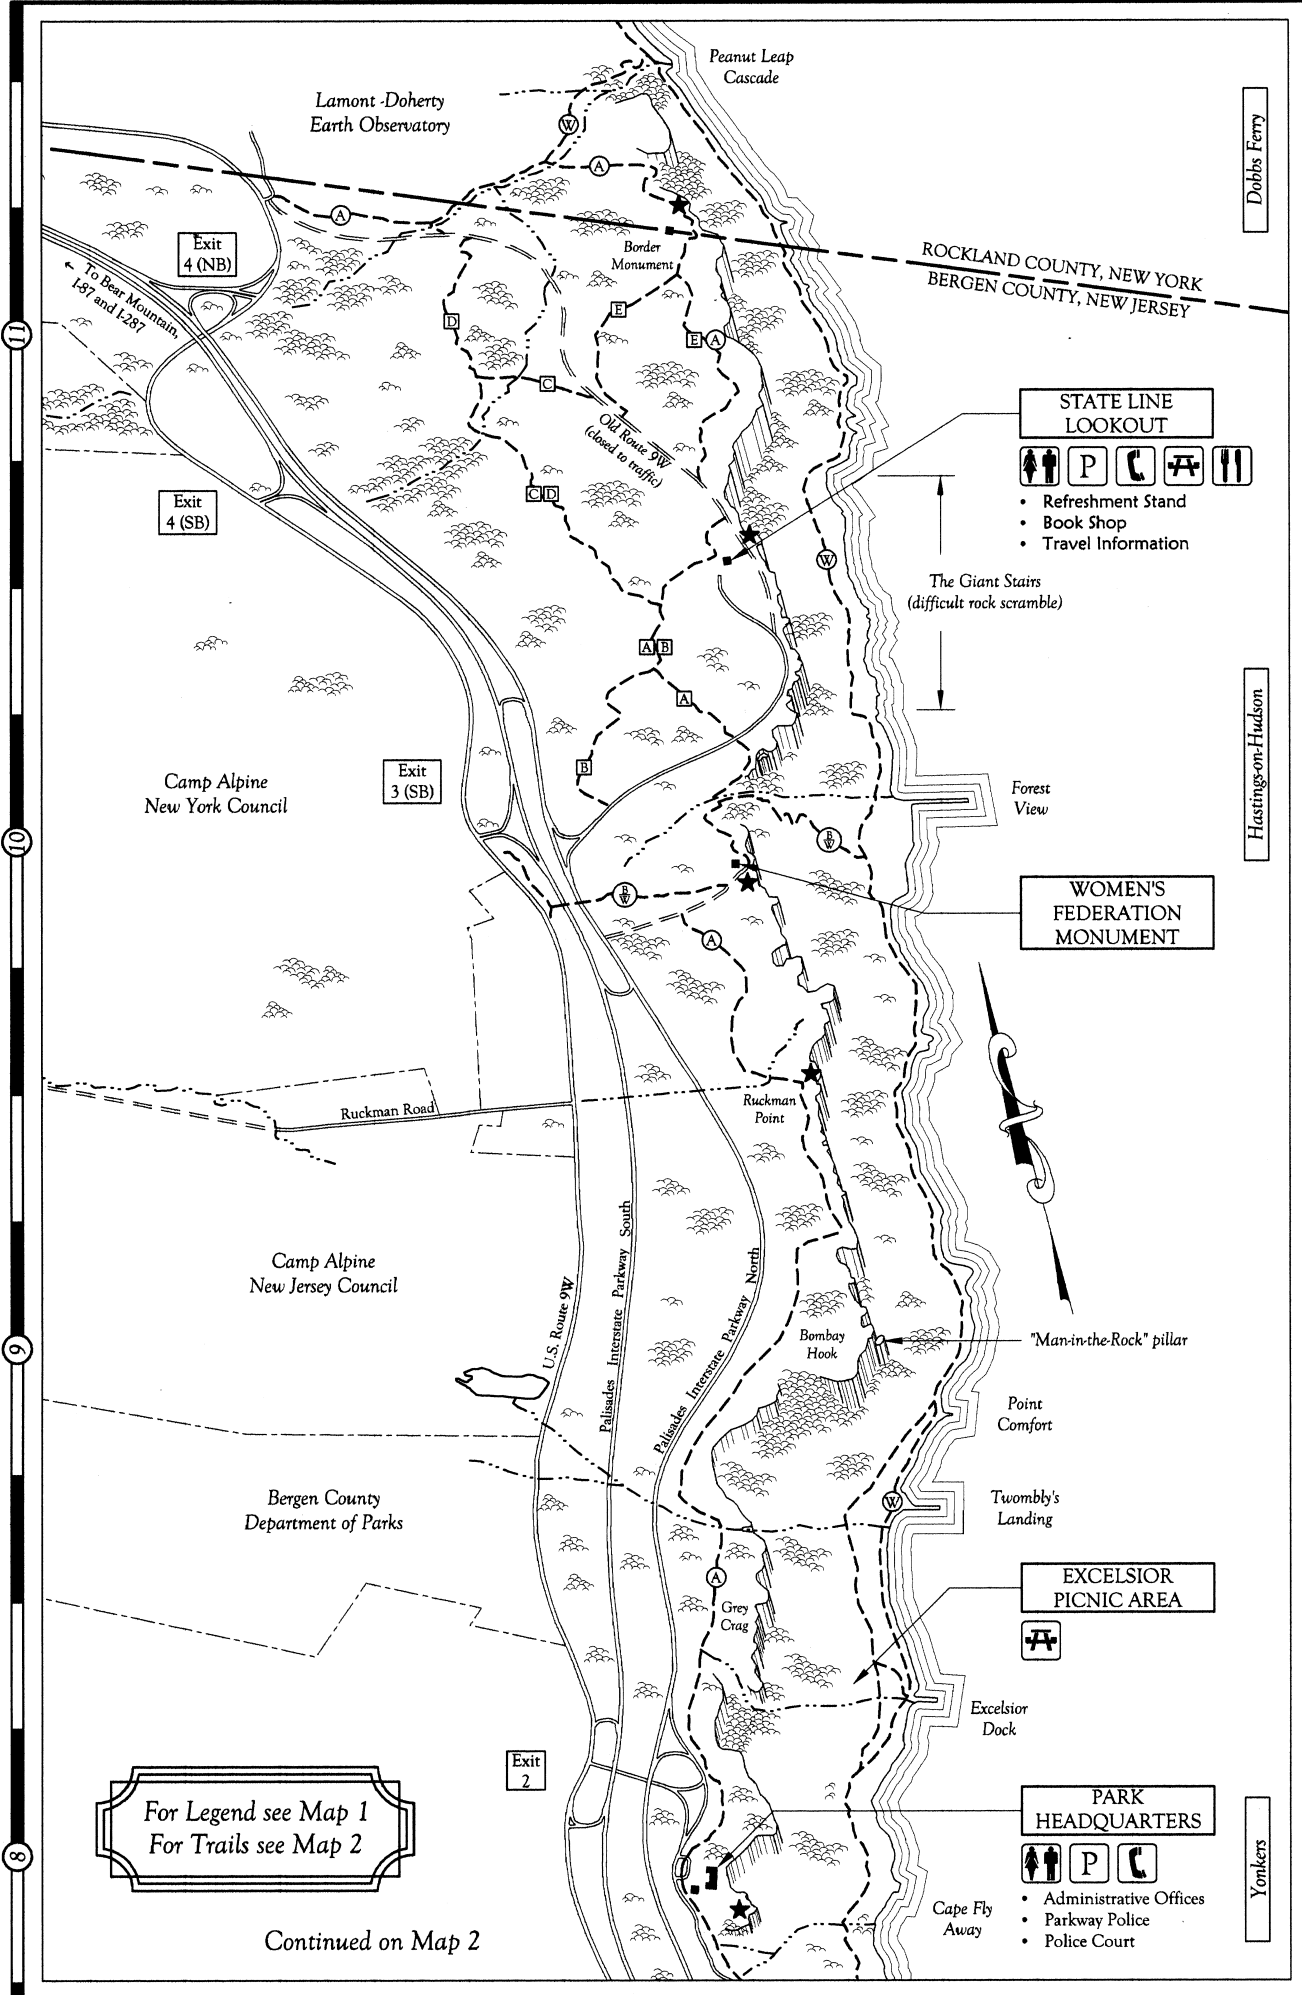 Peanut Leap
Cascade
Lamont-Doherty
Earth Observatory
Dobbs Ferry
W
A
A
Exit
4 (NB)
Border
Monument
ROCKLAND COUNTY, NEW YORK
BERGEN COUNTY, NEW JERSEY
← To Bear Mountain,
I-87 and I-287
11
E
D
E A
C
Old Route 9W
(closed to traffic)
STATE LINE
LOOKOUT
P
• Refreshment Stand
• Book Shop
• Travel Information
Exit
4 (SB)
C D
W
The Giant Stairs
(difficult rock scramble)
A B
A
Hastings-on-Hudson
B
Exit
3 (SB)
Camp Alpine
New York Council
Forest
View
10
B
W
B
W
WOMEN'S
FEDERATION
MONUMENT
A
Ruckman Road
Ruckman
Point
Camp Alpine
New Jersey Council
U.S. Route 9W
Palisades Interstate Parkway South
Palisades Interstate Parkway North
9
Bombay
Hook
"Man-in-the-Rock" pillar
Point
Comfort
Bergen County
Department of Parks
W
Twombly's
Landing
A
Grey
Crag
EXCELSIOR
PICNIC AREA
Excelsior
Dock
Exit
2
PARK
HEADQUARTERS
P
• Administrative Offices
• Parkway Police
• Police Court
For Legend see Map 1
For Trails see Map 2
8
Yonkers
Cape Fly
Away
Continued on Map 2